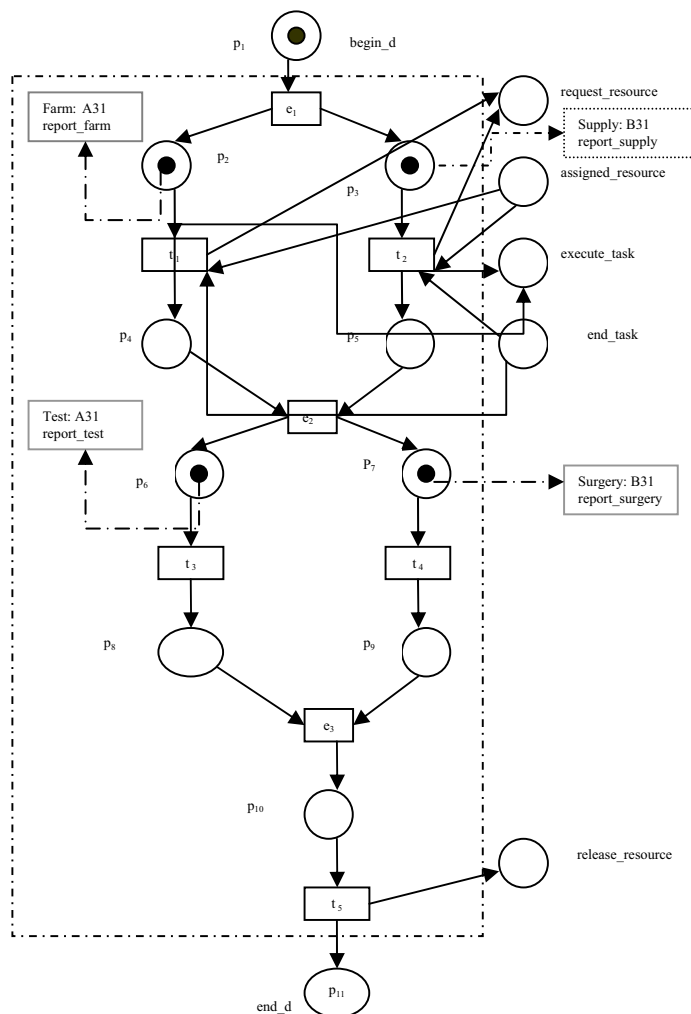 p₁ begin_d
request_resource
Farm: A31
report_farm
e₁
Supply: B31
report_supply
p₂
p₃
assigned_resource
t₁
t₂
execute_task
p₄
p₅
end_task
e₂
Test: A31
report_test
p₆
P₇
Surgery: B31
report_surgery
t₃
t₄
p₈
p₉
e₃
p₁₀
release_resource
t₅
p₁₁
end_d